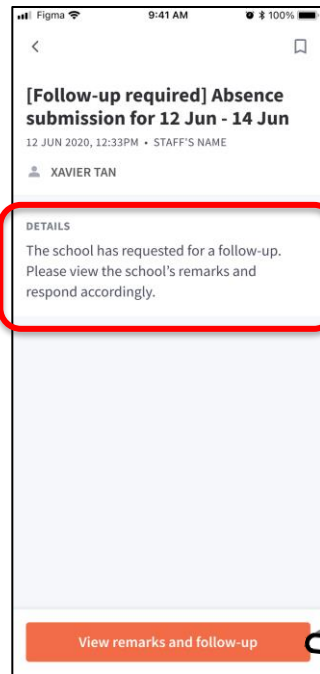 Figma 9:41 AM 100%
[Follow-up required] Absence
submission for 12 Jun - 14 Jun
12 JUN 2020, 12:33PM • STAFF'S NAME
XAVIER TAN
DETAILS
The school has requested for a follow-up.
Please view the school's remarks and
respond accordingly.
View remarks and follow-up